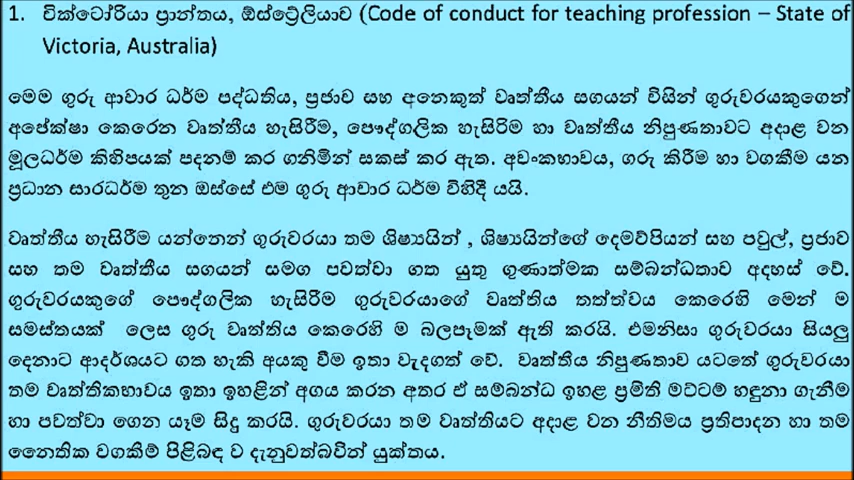 1. වික්ටෝරියා ප්‍රාන්තය, ඕස්ට්‍රේලියාව (Code of conduct for teaching profession – State of
Victoria, Australia)
මෙම ගුරු ආචාර ධර්ම පද්ධතිය, ප්‍රජාව සහ අනෙකුත් වෘත්තීය සගයන් විසින් ගුරුවරයකුගෙන්
අපේක්ෂා කෙරෙන වෘත්තීය හැසිරීම, පෞද්ගලික හැසිරිම හා වෘත්තීය නිපුණතාවට අදාළ වන
මූලධර්ම කිහිපයක් පදනම් කර ගනිමින් සකස් කර ඇත. අවංකභාවය, ගරු කිරීම හා වගකීම යන
ප්‍රධාන සාරධර්ම තුන ඔස්සේ එම ගුරු ආචාර ධර්ම විහිදී යයි.
වෘත්තීය හැසිරීම යන්නෙන් ගුරුවරයා තම ශිෂ්‍යයින් , ශිෂ්‍යයින්ගේ දෙමව්පියන් සහ පවුල්, ප්‍රජාව
සහ තම වෘත්තීය සගයන් සමග පවත්වා ගත යුතු ගුණාත්මක සම්බන්ධතාව අදහස් වේ.
ගුරුවරයකුගේ පෞද්ගලික හැසිරීම ගුරුවරයාගේ වෘත්තිය තත්ත්වය කෙරෙහි මෙන් ම
සමස්තයක් ලෙස ගුරු වෘත්තිය කෙරෙහි ම බලපෑමක් ඇති කරයි. එමනිසා ගුරුවරයා සියලු
දෙනාට ආදර්ශයට ගත හැකි අයකු වීම ඉතා වැදගත් වේ. වෘත්තීය නිපුණතාව යටතේ ගුරුවරයා
තම වෘත්තිකභාවය ඉතා ඉහළින් අගය කරන අතර ඒ සම්බන්ධ ඉහළ ප්‍රමිති මට්ටම් හඳුනා ගැනීම
හා පවත්වා ගෙන යෑම සිදු කරයි. ගුරුවරයා තම වෘත්තියට අදාළ වන නීතිමය ප්‍රතිපාදන හා තම
නෛතික වගකීම් පිළිබඳ ව දැනුවත්බවින් යුක්තය.